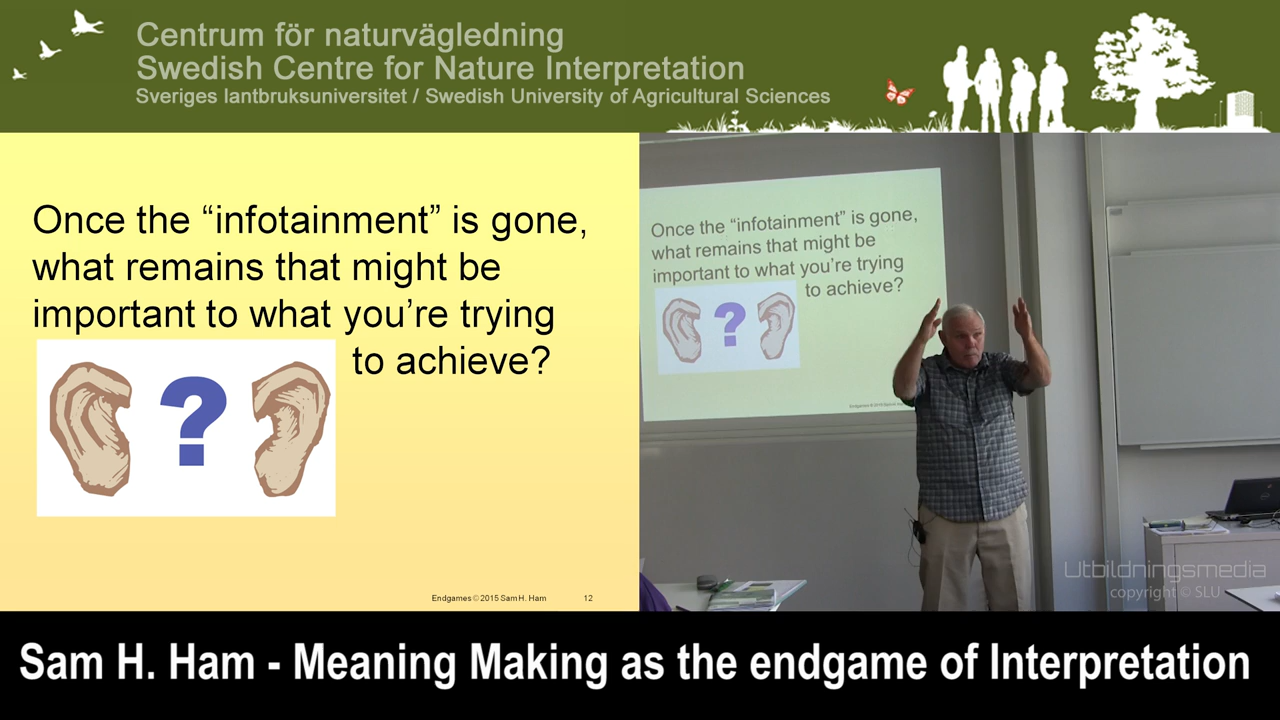 Centrum för naturvägledning
Swedish Centre for Nature Interpretation
Sveriges lantbruksuniversitet / Swedish University of Agricultural Sciences
Once the “infotainment” is gone,
what remains that might be
important to what you’re trying
to achieve?
?
Endgames © 2015 Sam H. Ham 12
Once the “infotainment” is gone,
what remains that might be
important to what you’re trying
to achieve?
?
Utbildningsmedia
copyright © SLU
Sam H. Ham - Meaning Making as the endgame of Interpretation